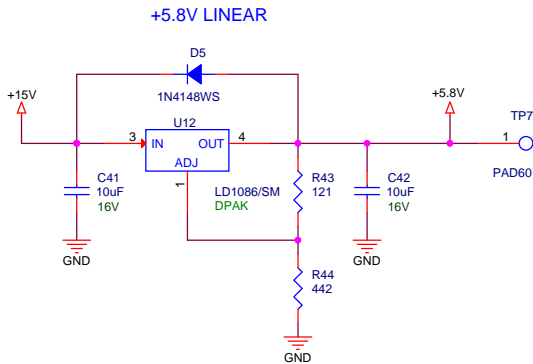 +5.8V LINEAR
D5
1N4148WS
+15V
+5.8V
U12
TP7
3 IN OUT 4
1
ADJ
1
C41
10uF
16V
LD1086/SM
DPAK
R43
121
C42
10uF
16V
PAD60
GND
GND
R44
442
GND